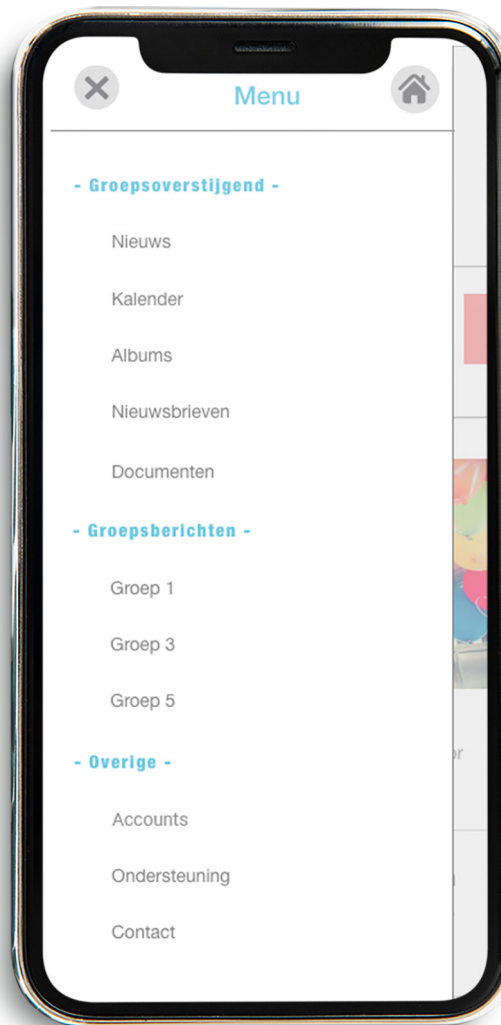 Menu
- Groepsoverstijgend -
Nieuws
Kalender
Albums
Nieuwsbrieven
Documenten
- Groepsberichten -
Groep 1
Groep 3
Groep 5
- Overige -
Accounts
Ondersteuning
Contact